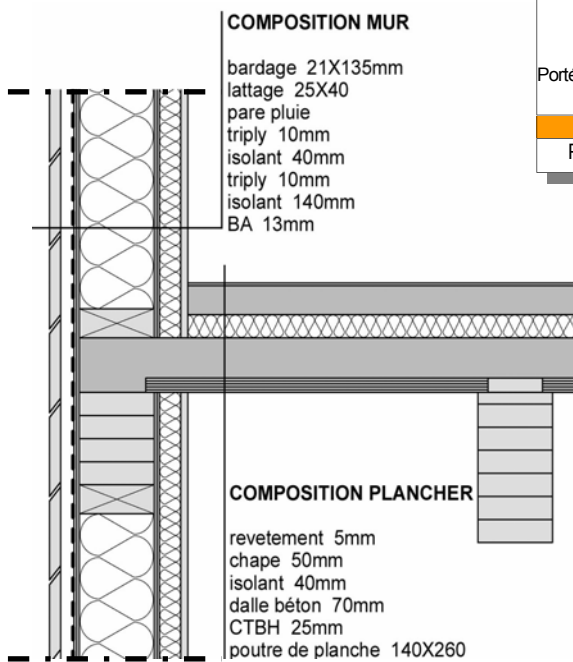 COMPOSITION MUR
bardage 21X135mm
lattage 25X40
pare pluie
triply 10mm
isolant 40mm
triply 10mm
isolant 140mm
BA 13mm
COMPOSITION PLANCHER
revetement 5mm
chape 50mm
isolant 40mm
dalle béton 70mm
CTBH 25mm
poutre de planche 140X260